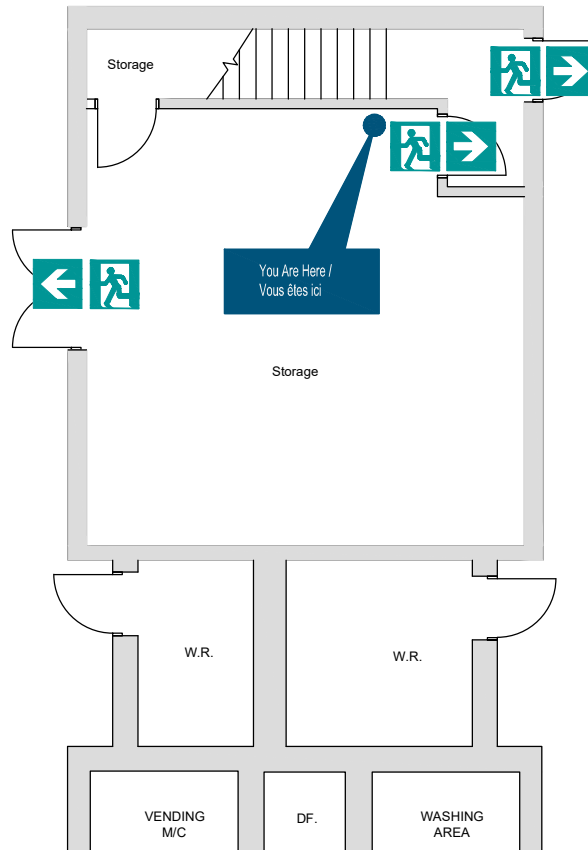 Storage
You Are Here /
Vous êtes ici
Storage
W.R.
W.R.
VENDING
M/C
DF.
WASHING
AREA